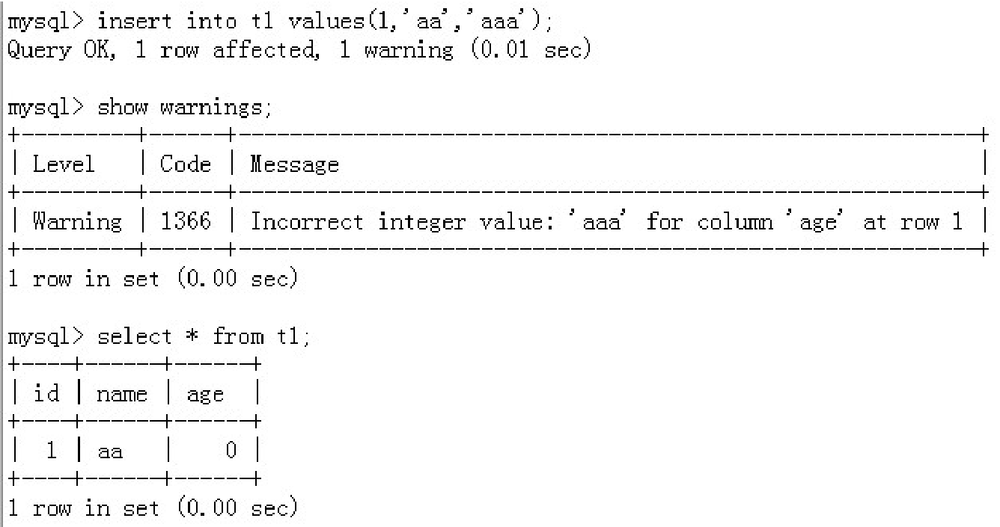 mysql> insert into t1 values(1,'aa','aaa');
Query OK, 1 row affected, 1 warning (0.01 sec)
mysql> show warnings;
+---------+------+----------------------------------------------------------+
| Level   | Code | Message                                                  |
+---------+------+----------------------------------------------------------+
| Warning | 1366 | Incorrect integer value: 'aaa' for column 'age' at row 1 |
+---------+------+----------------------------------------------------------+
1 row in set (0.00 sec)
mysql> select * from t1;
+----+------+------+
| id | name | age  |
+----+------+------+
|  1 | aa   |    0 |
+----+------+------+
1 row in set (0.00 sec)